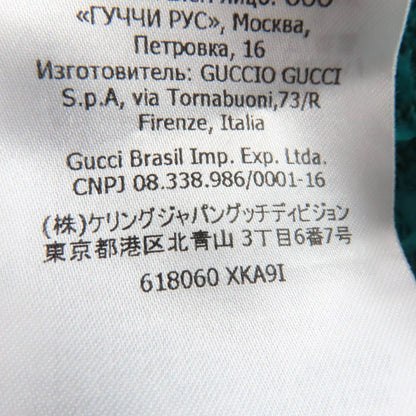 лицо: ООО
«ГУЧЧИ РУС», Москва,
Петровка, 16
Изготовитель: GUCCIO GUCCI
S.p.A, via Tornabuoni,73/R
Firenze, Italia
Gucci Brasil Imp. Exp. Ltda.
CNPJ 08.338.986/0001-16
(株)ケリングジャパングッチディビジョン
東京都港区北青山 3丁目6番7号
618060 XKA9I